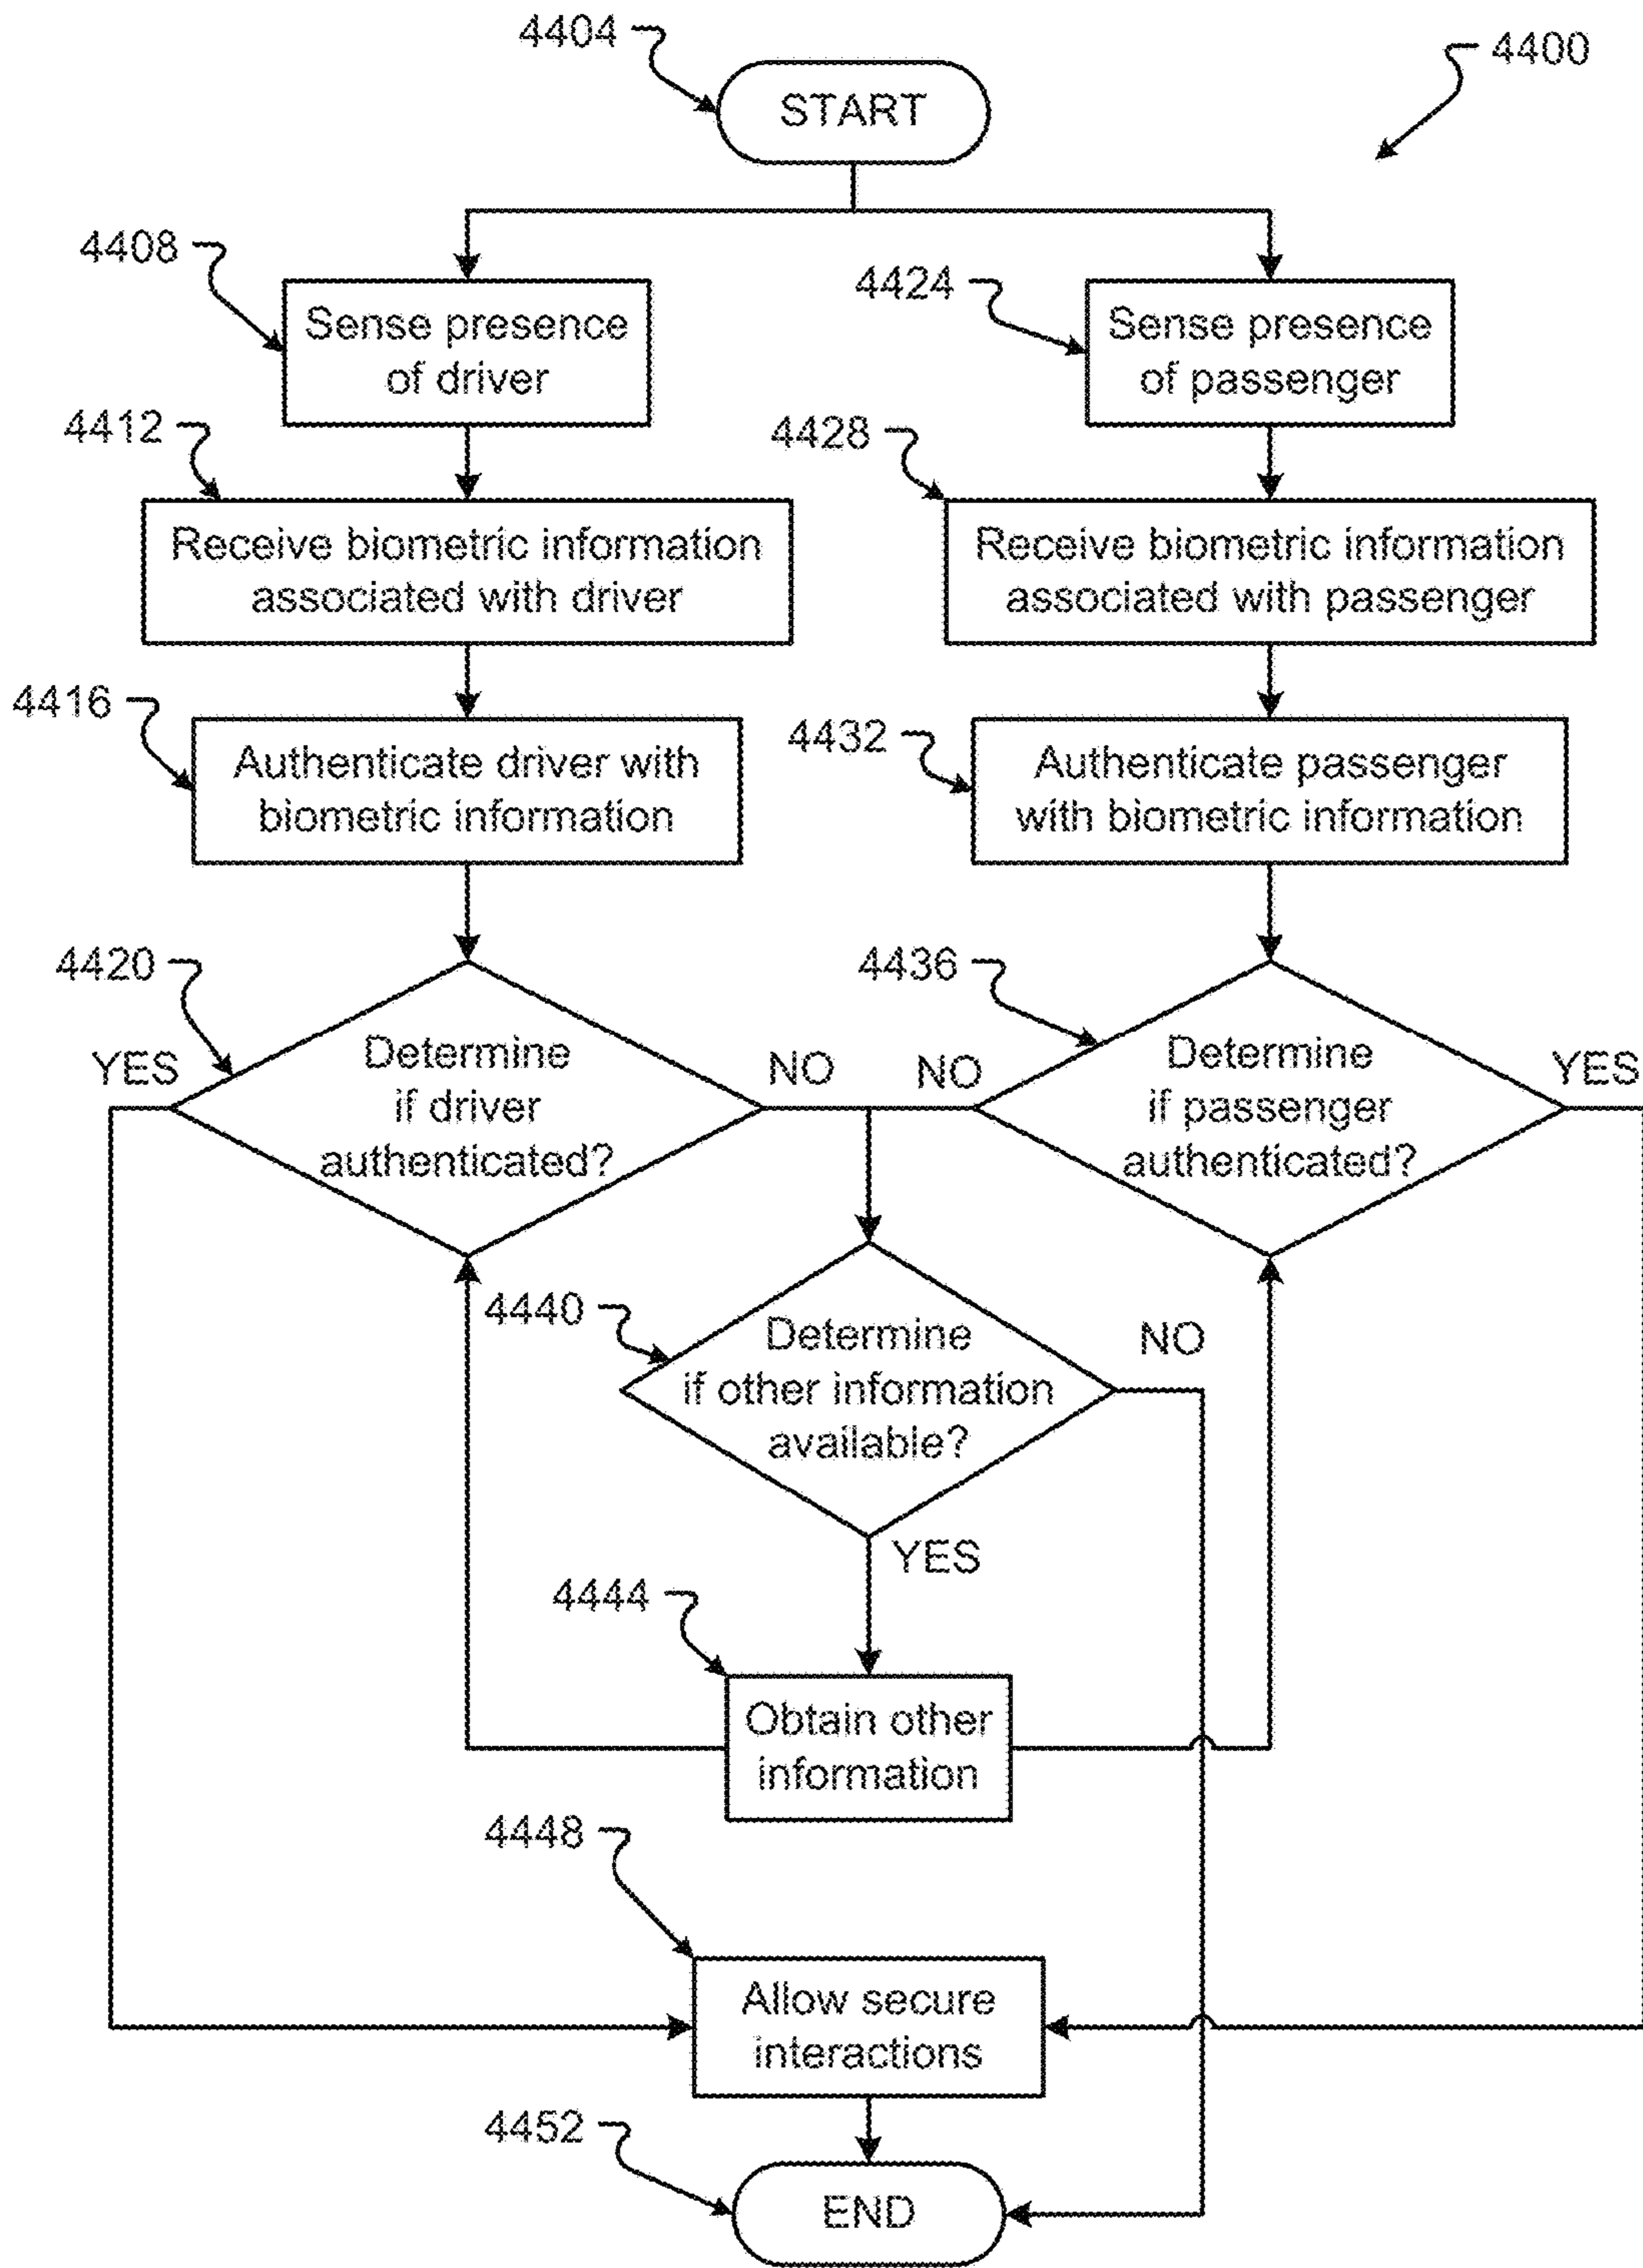 4404
4400
START
4408
Sense presence
of driver
4424
Sense presence
of passenger
4412
Receive biometric information
associated with driver
4428
Receive biometric information
associated with passenger
4416
Authenticate driver with
biometric information
4432
Authenticate passenger
with biometric information
4420
YES
Determine
if driver
authenticated?
NO
4436
NO
Determine
if passenger
authenticated?
YES
4440
Determine
if other information
available?
NO
YES
4444
Obtain other
information
4448
Allow secure
interactions
4452
END